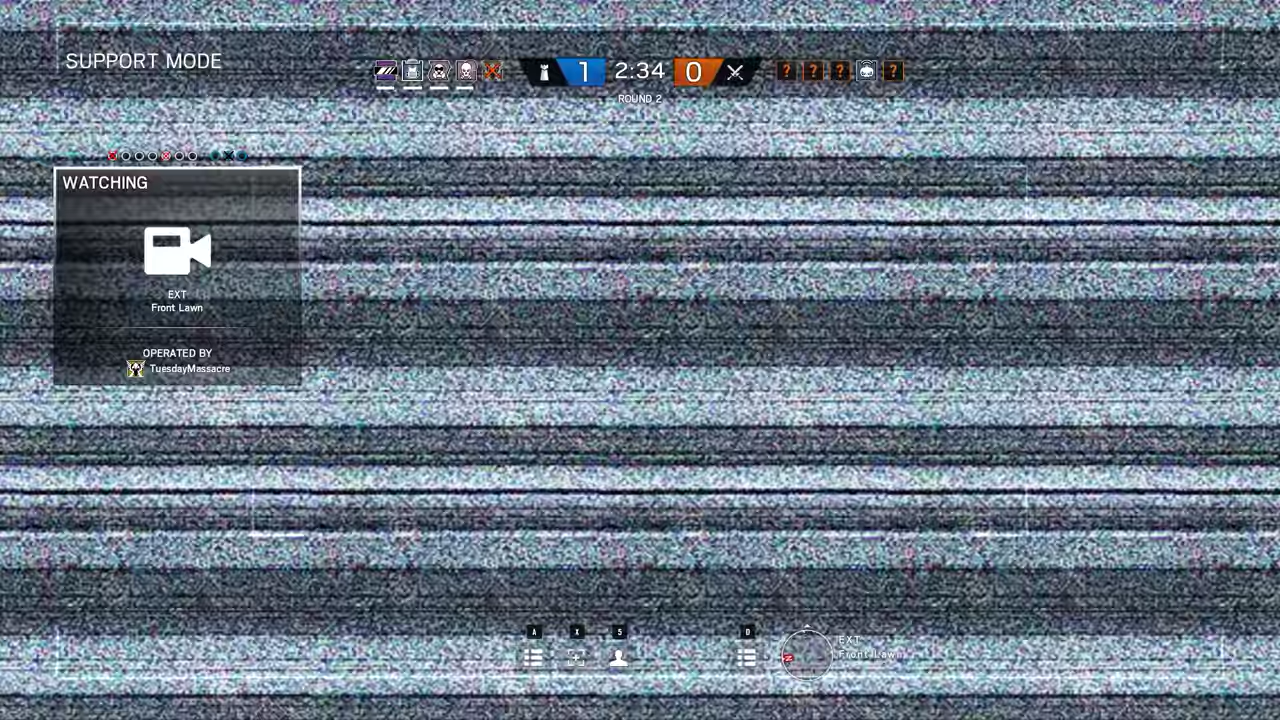 SUPPORT MODE
1 2:34 0
? ? ? ?
ROUND 2
WATCHING
EXT
Front Lawn
OPERATED BY
TuesdayMassacre
A X S D
EXT
Front Lawn